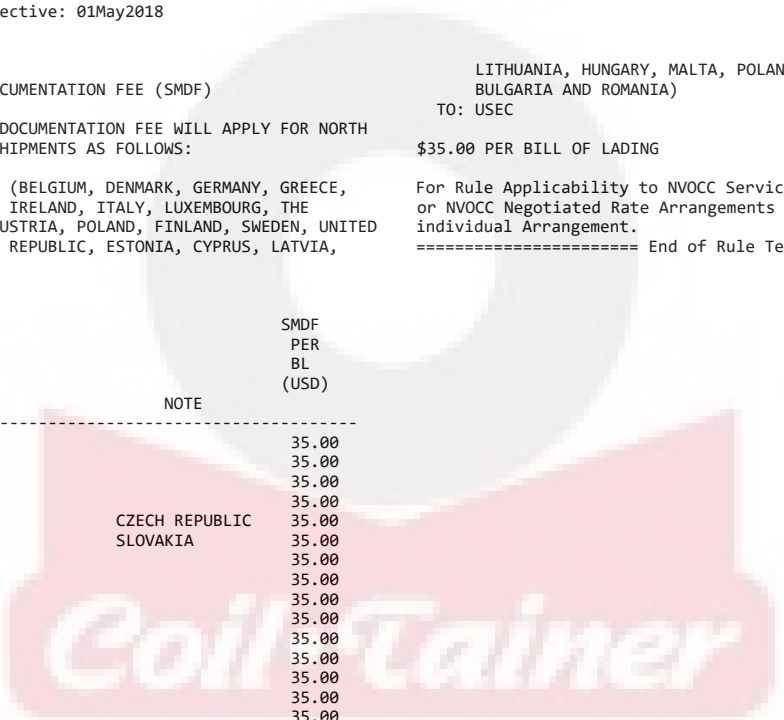 ective: 01May2018
CUMENTATION FEE (SMDF)
DOCUMENTATION FEE WILL APPLY FOR NORTH
HIPMENTS AS FOLLOWS:
(BELGIUM, DENMARK, GERMANY, GREECE,
IRELAND, ITALY, LUXEMBOURG, THE
USTRIA, POLAND, FINLAND, SWEDEN, UNITED
REPUBLIC, ESTONIA, CYPRUS, LATVIA,
LITHUANIA, HUNGARY, MALTA, POLAN
BULGARIA AND ROMANIA)
TO: USEC
$35.00 PER BILL OF LADING
For Rule Applicability to NVOCC Servic
or NVOCC Negotiated Rate Arrangements
individual Arrangement.
======================= End of Rule Te
SMDF
PER
BL
(USD)
NOTE
-------------------------------------
35.00
35.00
35.00
35.00
CZECH REPUBLIC 35.00
SLOVAKIA 35.00
35.00
35.00
35.00
35.00
35.00
35.00
35.00
35.00
35.00
Coil Tainer